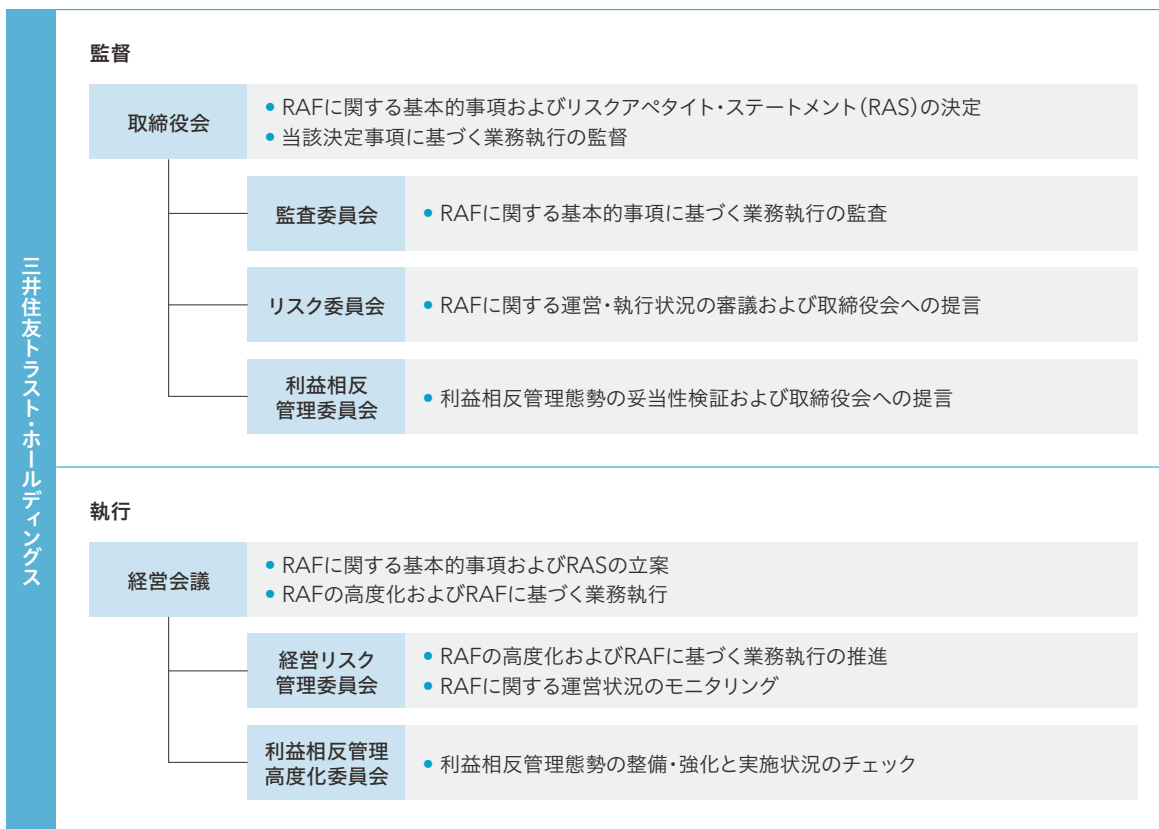 三井住友トラスト・ホールディングス
監督
取締役会
● RAFに関する基本的事項およびリスクアペタイト・ステートメント(RAS)の決定
● 当該決定事項に基づく業務執行の監督
監査委員会
● RAFに関する基本的事項に基づく業務執行の監査
リスク委員会
● RAFに関する運営・執行状況の審議および取締役会への提言
利益相反
管理委員会
● 利益相反管理態勢の妥当性検証および取締役会への提言
執行
経営会議
● RAFに関する基本的事項およびRASの立案
● RAFの高度化およびRAFに基づく業務執行
経営リスク
管理委員会
● RAFの高度化およびRAFに基づく業務執行の推進
● RAFに関する運営状況のモニタリング
利益相反管理
高度化委員会
● 利益相反管理態勢の整備・強化と実施状況のチェック